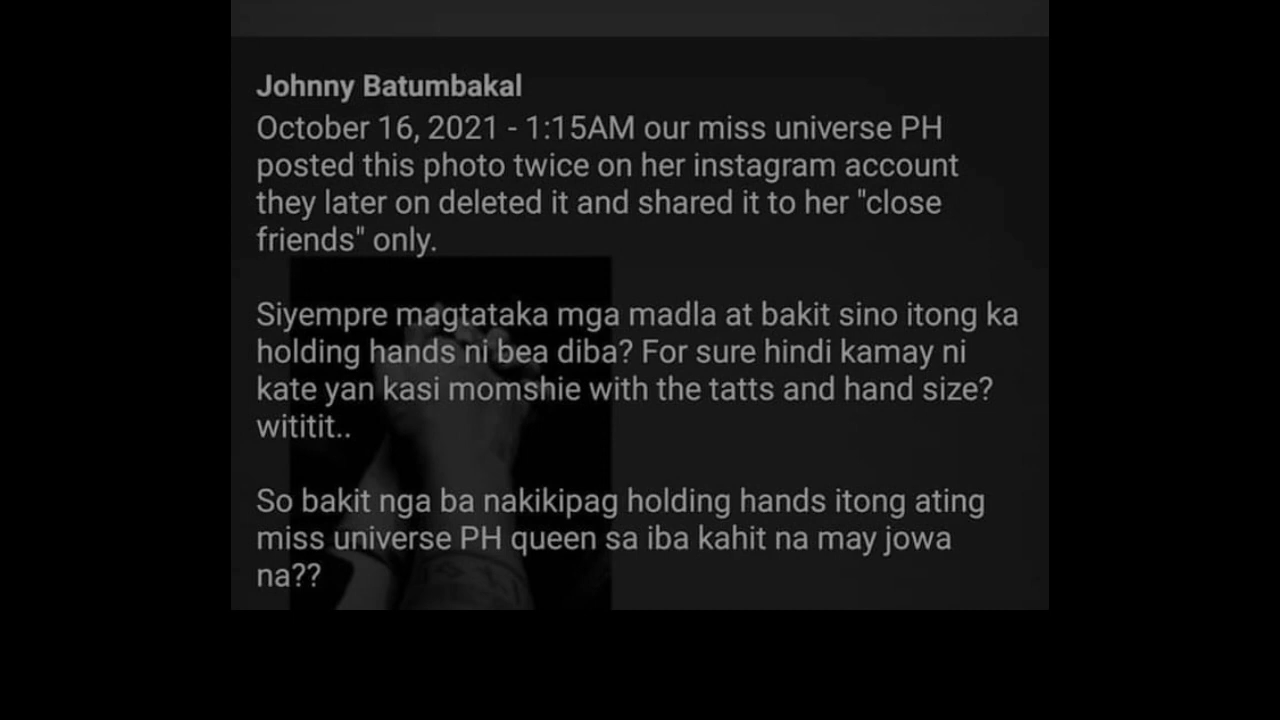 Johnny Batumbakal
October 16, 2021 - 1:15AM our miss universe PH
posted this photo twice on her instagram account
they later on deleted it and shared it to her "close
friends" only.
Siyempre magtataka mga madla at bakit sino itong ka
holding hands ni bea diba? For sure hindi kamay ni
kate yan kasi momshie with the tatts and hand size?
wititit..
So bakit nga ba nakikipag holding hands itong ating
miss universe PH queen sa iba kahit na may jowa
na??